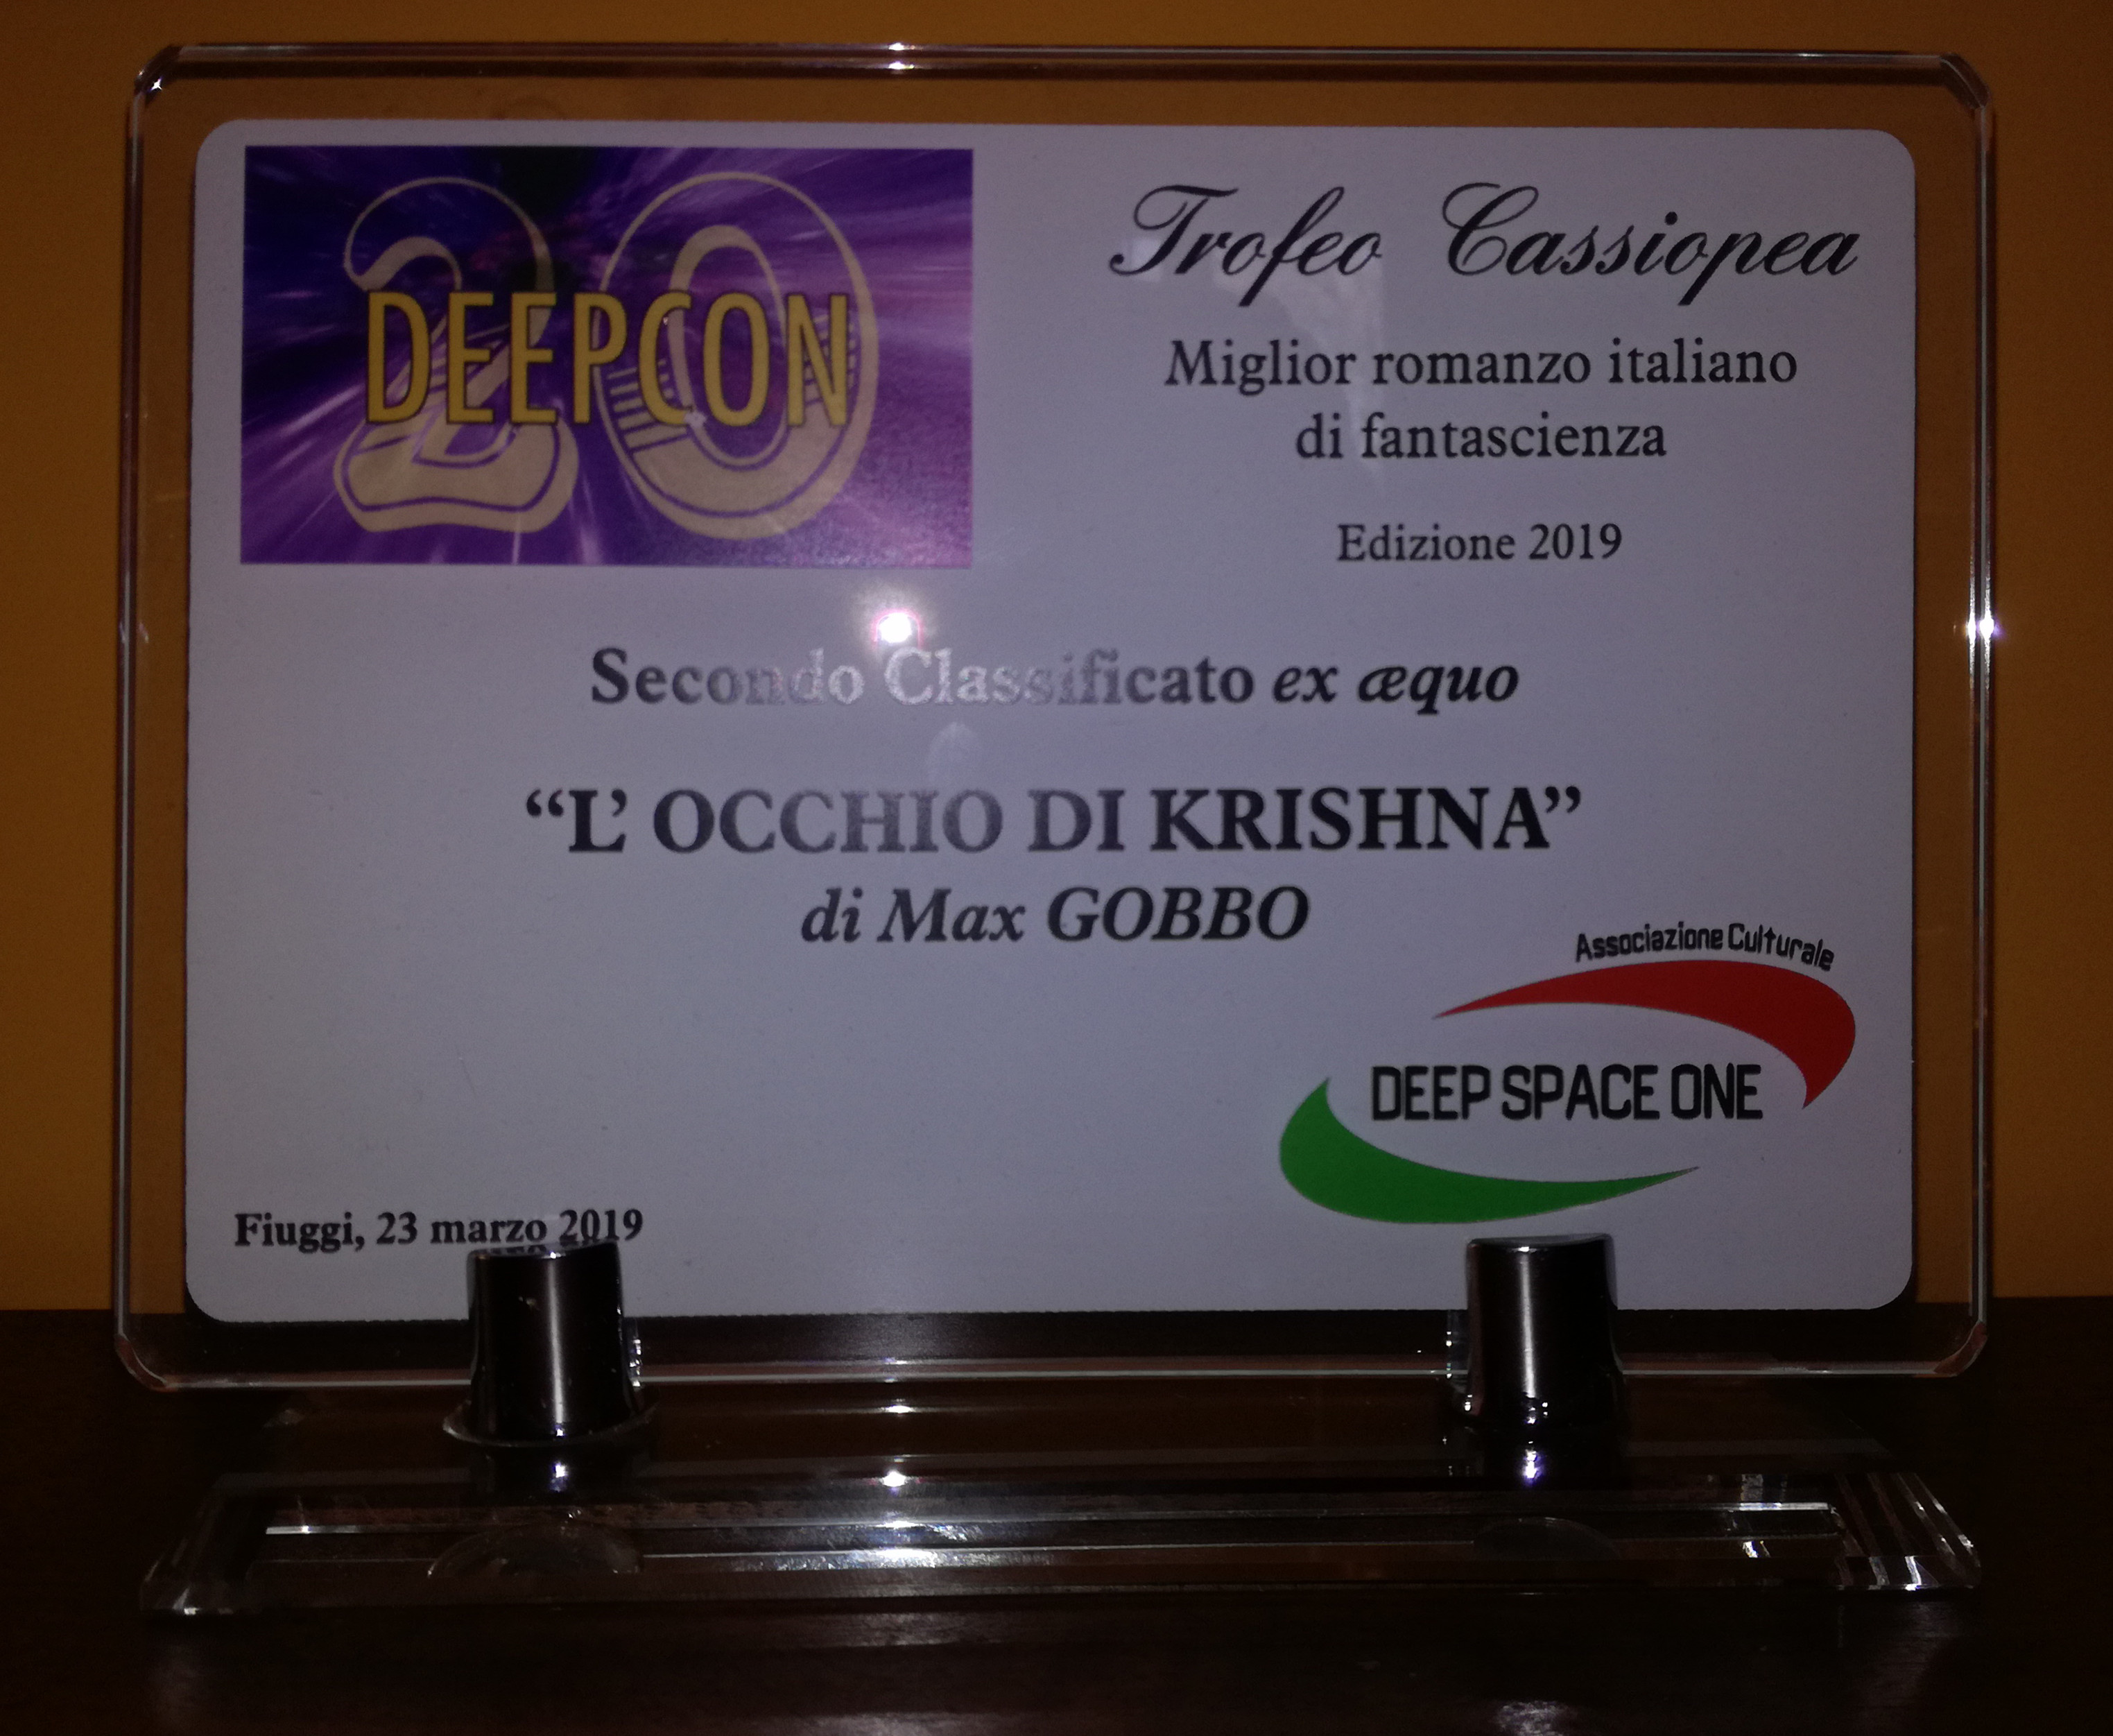 20
DEEPCON
Trofeo Cassiopea
Miglior romanzo italiano
di fantascienza
Edizione 2019
Secondo Classificato ex æquo
“L’ OCCHIO DI KRISHNA”
di Max GOBBO
Associazione Culturale
DEEP SPACE ONE
Fiuggi, 23 marzo 2019